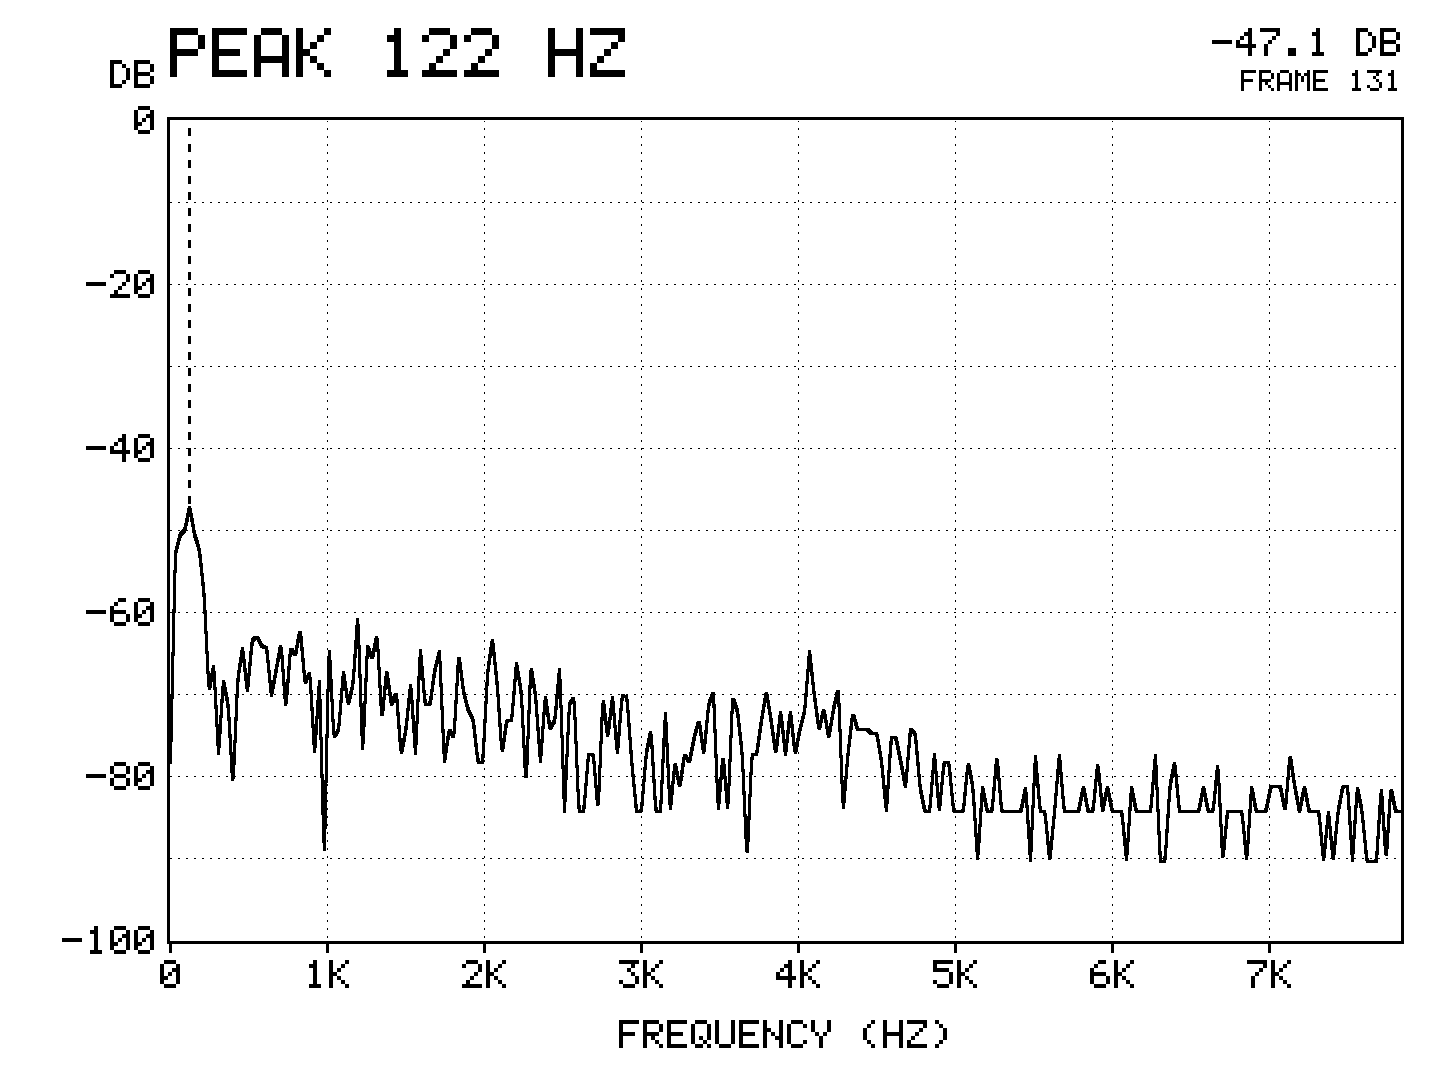 PEAK 122 HZ
-47.1 DB
FRAME 131
DB
0
-20
-40
-60
-80
-100
0 1K 2K 3K 4K 5K 6K 7K
FREQUENCY (HZ)